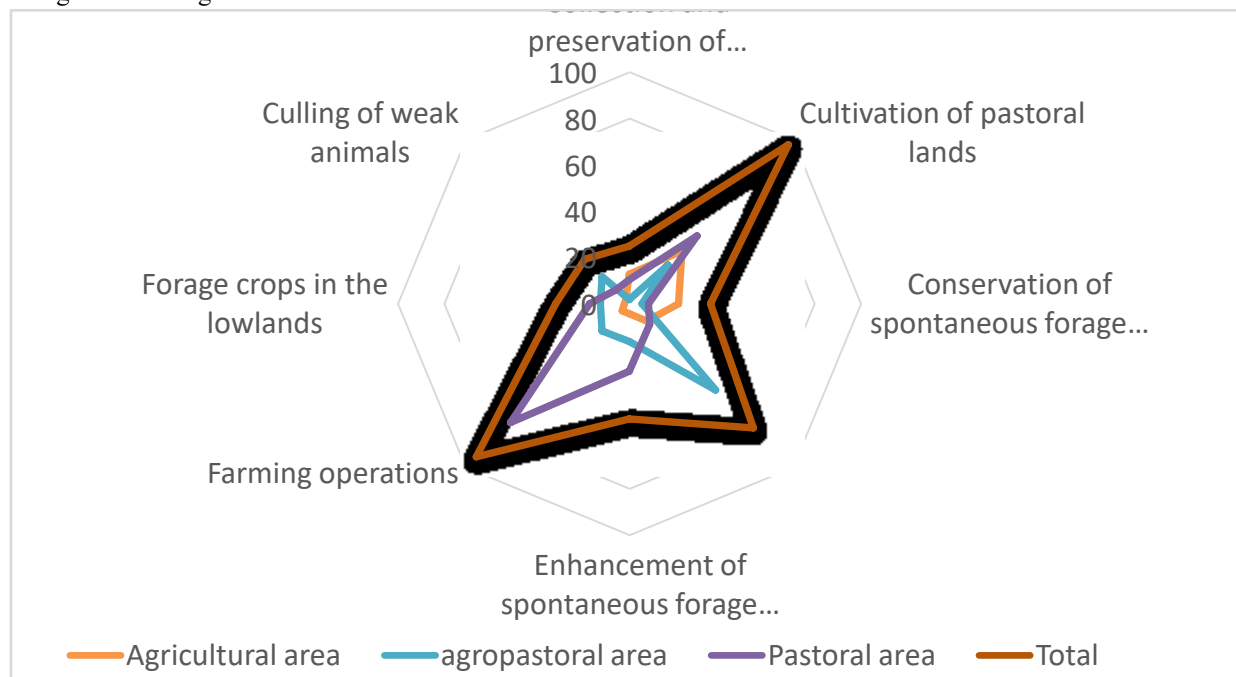 preservation of...
100
80
60
40
20
0
Culling of weak
animals
Cultivation of pastoral
lands
Forage crops in the
lowlands
Conservation of
spontaneous forage...
Farming operations
Enhancement of
spontaneous forage...
Agricultural area agropastoral area Pastoral area Total